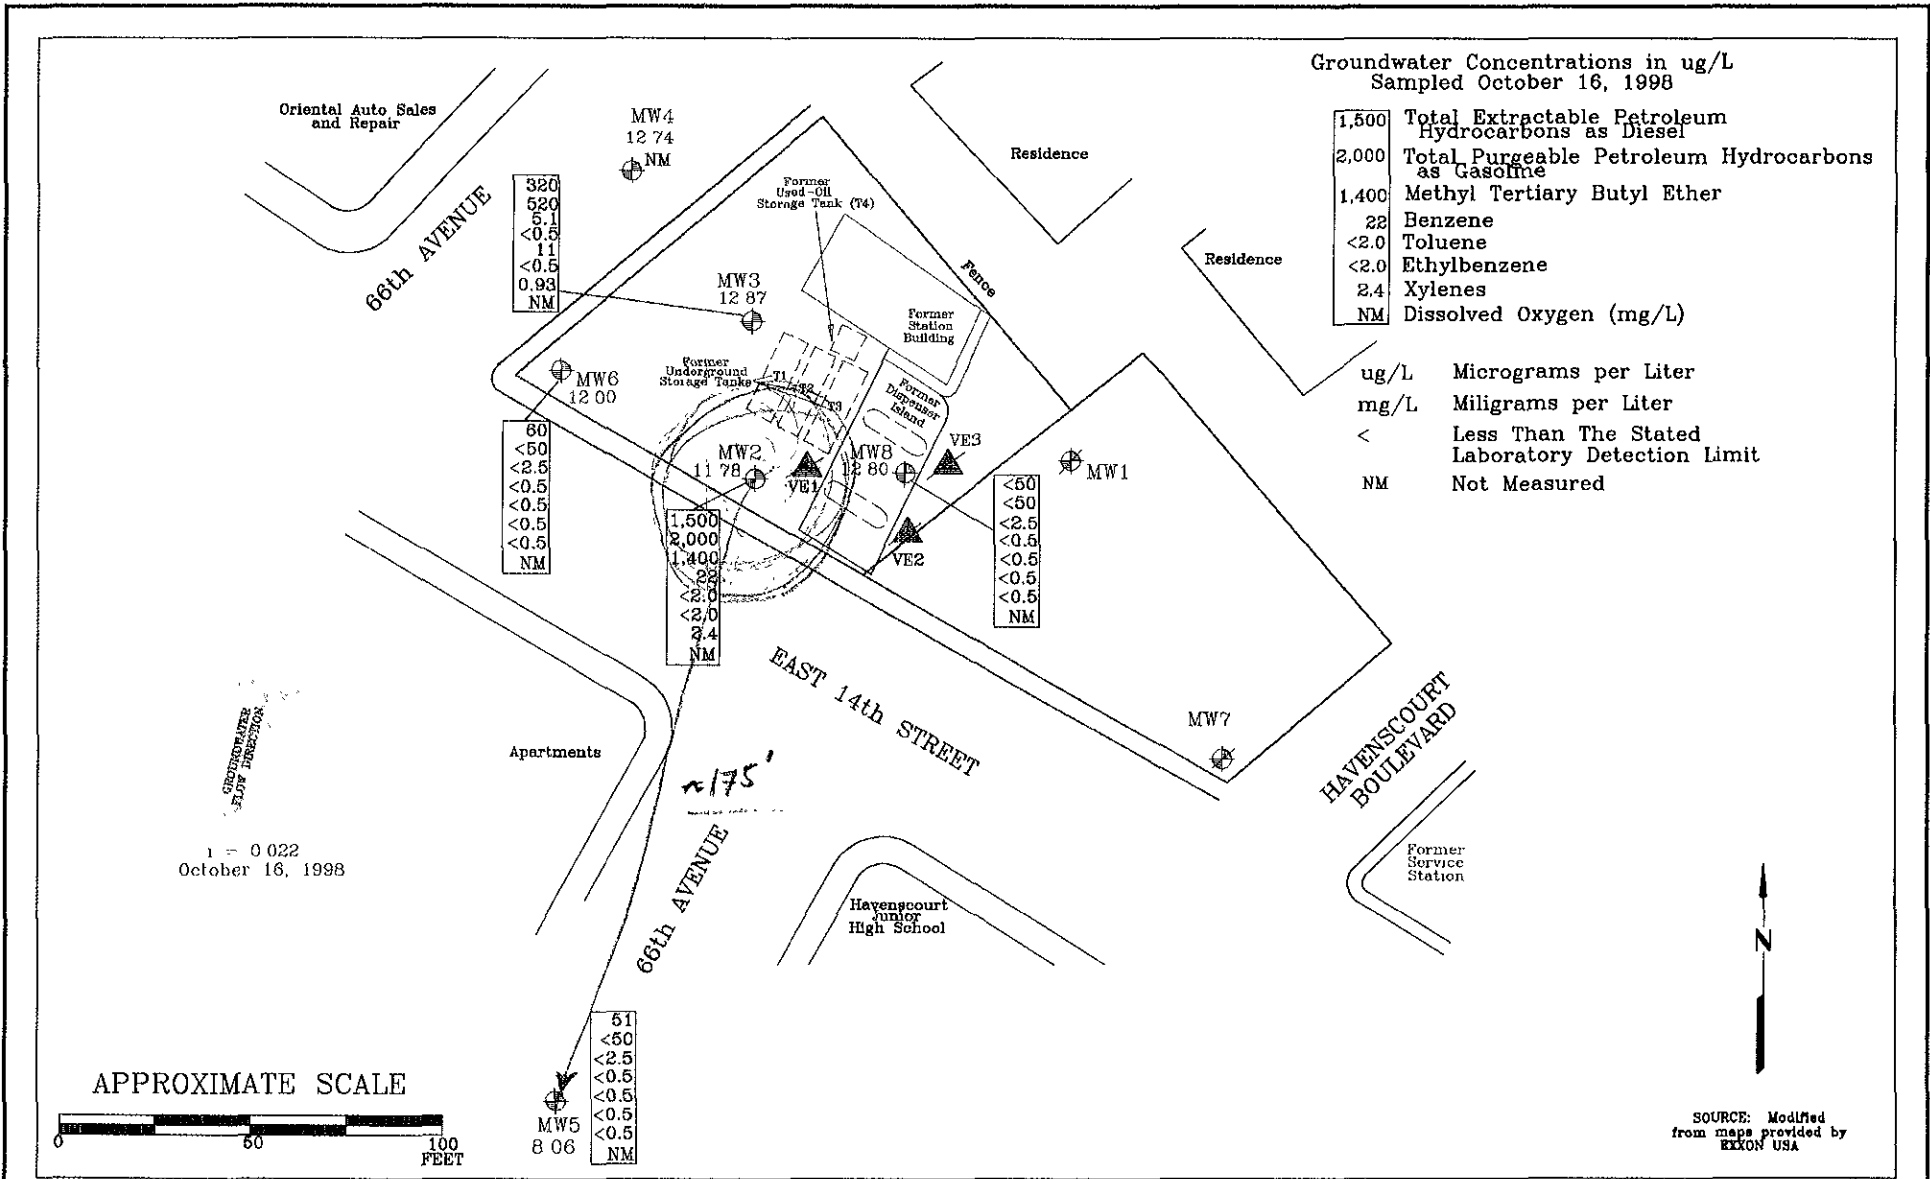 Groundwater Concentrations in ug/L
Sampled October 16, 1998
1,500 Total Extractable Petroleum
Hydrocarbons as Diesel
2,000 Total Purgeable Petroleum Hydrocarbons
as Gasoline
1,400 Methyl Tertiary Butyl Ether
22 Benzene
<2.0 Toluene
<2.0 Ethylbenzene
2.4 Xylenes
NM Dissolved Oxygen (mg/L)
ug/L Micrograms per Liter
mg/L Miligrams per Liter
< Less Than The Stated
Laboratory Detection Limit
NM Not Measured
Oriental Auto Sales
and Repair
MW4
12 74
NM
Residence
Residence
66th AVENUE
320
520
5.1
<0.5
11
<0.5
0.93
NM
Former
Used-Oil
Storage Tank (T4)
MW3
12 87
Fence
Former
Station
Building
Former
Underground
Storage Tanks
T1
T2
T3
Former
Dispenser
Island
MW6
12 00
60
<50
<2.5
<0.5
<0.5
<0.5
<0.5
NM
MW2
11 78
VE1
MW8
12 80
VE3
MW1
VE2
1,500
2,000
1,400
22
<2.0
<2.0
2.4
NM
<50
<50
<2.5
<0.5
<0.5
<0.5
<0.5
NM
EAST 14th STREET
MW7
HAVENSCOURT
BOULEVARD
Apartments
~175'
66th AVENUE
GROUNDWATER
FLOW DIRECTION
i = 0 022
October 16, 1998
Havenscourt
Junior
High School
Former
Service
Station
N
51
<50
<2.5
<0.5
<0.5
<0.5
<0.5
NM
MW5
8 06
APPROXIMATE SCALE
0 50 100
FEET
SOURCE: Modified
from maps provided by
EXXON USA